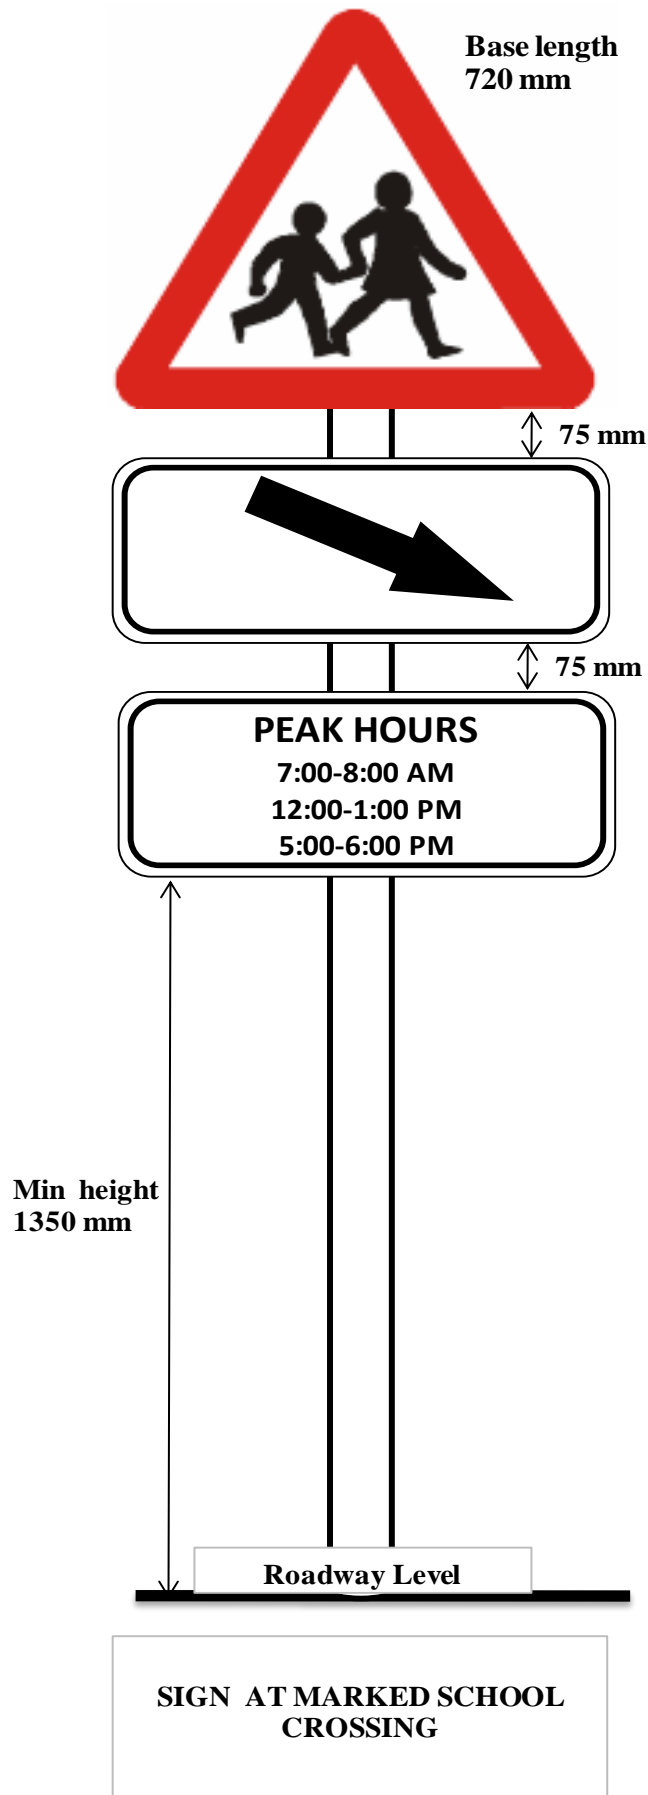 Base length
720 mm
75 mm
75 mm
PEAK HOURS
7:00-8:00 AM
12:00-1:00 PM
5:00-6:00 PM
Min height
1350 mm
Roadway Level
SIGN AT MARKED SCHOOL
CROSSING